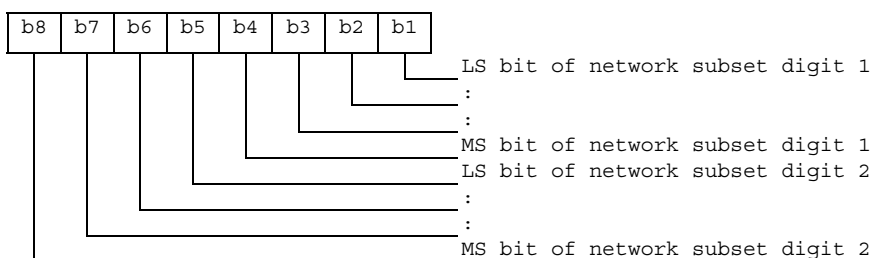 b8 b7 b6 b5 b4 b3 b2 b1
LS bit of network subset digit 1
:
:
MS bit of network subset digit 1
LS bit of network subset digit 2
:
:
MS bit of network subset digit 2